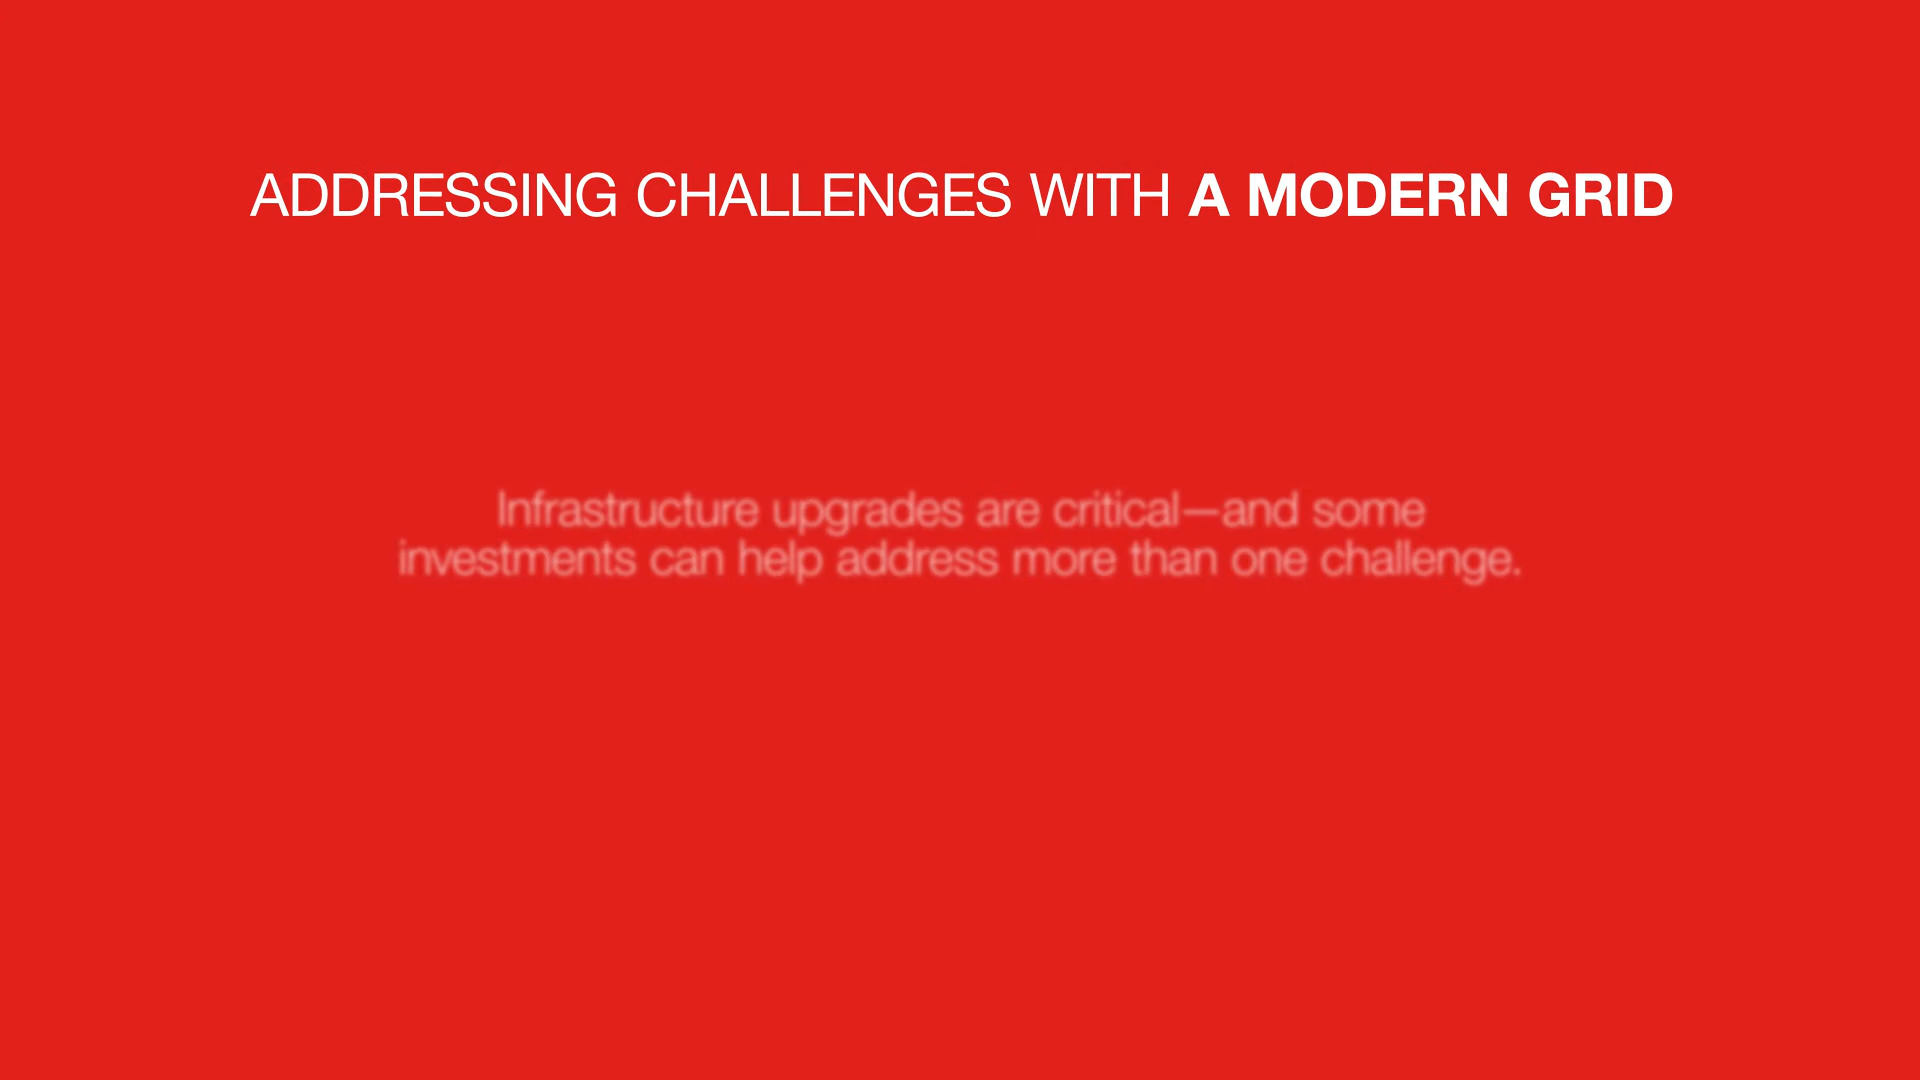 ADDRESSING CHALLENGES WITH A MODERN GRID
Infrastructure upgrades are critical—and some
investments can help address more than one challenge.